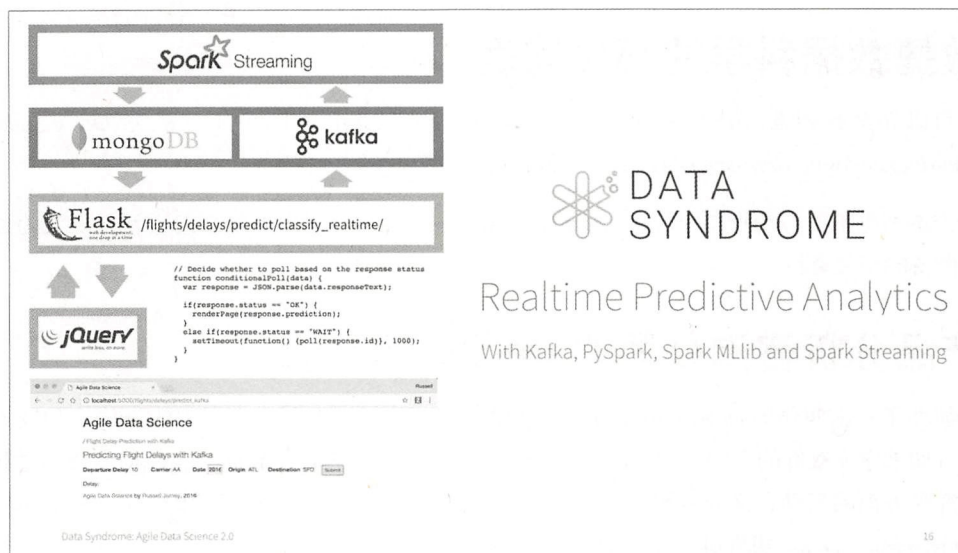 Spark Streaming
mongoDB
kafka
Flask
web development,
one drop at a time
/flights/delays/predict/classify_realtime/
jQuery
write less, do more.
// Decide whether to poll based on the response status
function conditionalPoll(data) {
var response = JSON.parse(data.responseText);
if(response.status == "OK") {
renderPage(response.prediction);
}
else if(response.status == "WAIT") {
setTimeout(function() {poll(response.id)}, 1000);
}
}
Agile Data Science
Russell
Agile Data Science
/ Flight Delay Prediction with Kafka
Predicting Flight Delays with Kafka
Departure Delay 10 Carrier AA Date 2016 Origin ATL Destination SFO Submit
Delay:
Agile Data Science by Russell Jurney, 2016
DATA
SYNDROME
Realtime Predictive Analytics
With Kafka, PySpark, Spark MLlib and Spark Streaming
Data Syndrome: Agile Data Science 2.0
16